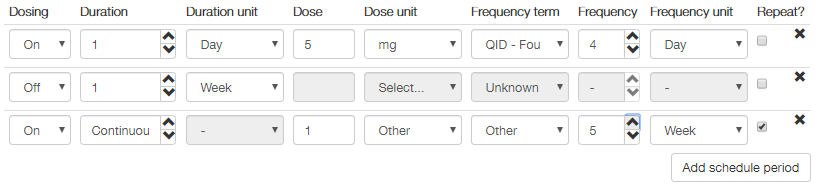 Dosing Duration Duration unit Dose Dose unit Frequency term Frequency Frequency unit Repeat?
On 1 Day 5 mg QID - Fou 4 Day
Off 1 Week Select... Unknown - -
On Continuou - 1 Other Other 5 Week
Add schedule period